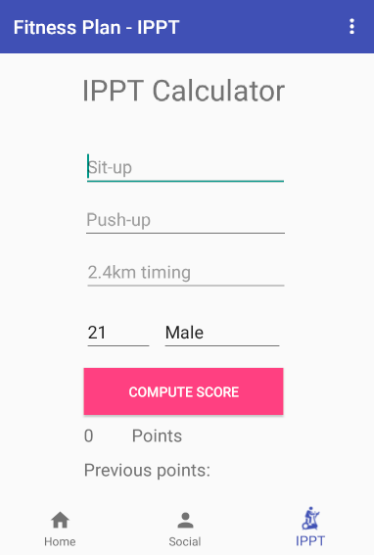 Fitness Plan - IPPT
IPPT Calculator
Sit-up
Push-up
2.4km timing
21 Male
COMPUTE SCORE
0 Points
Previous points:
Home Social IPPT